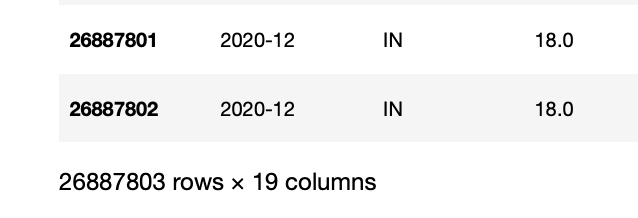 26887801 2020-12 IN 18.0
26887802 2020-12 IN 18.0
26887803 rows × 19 columns